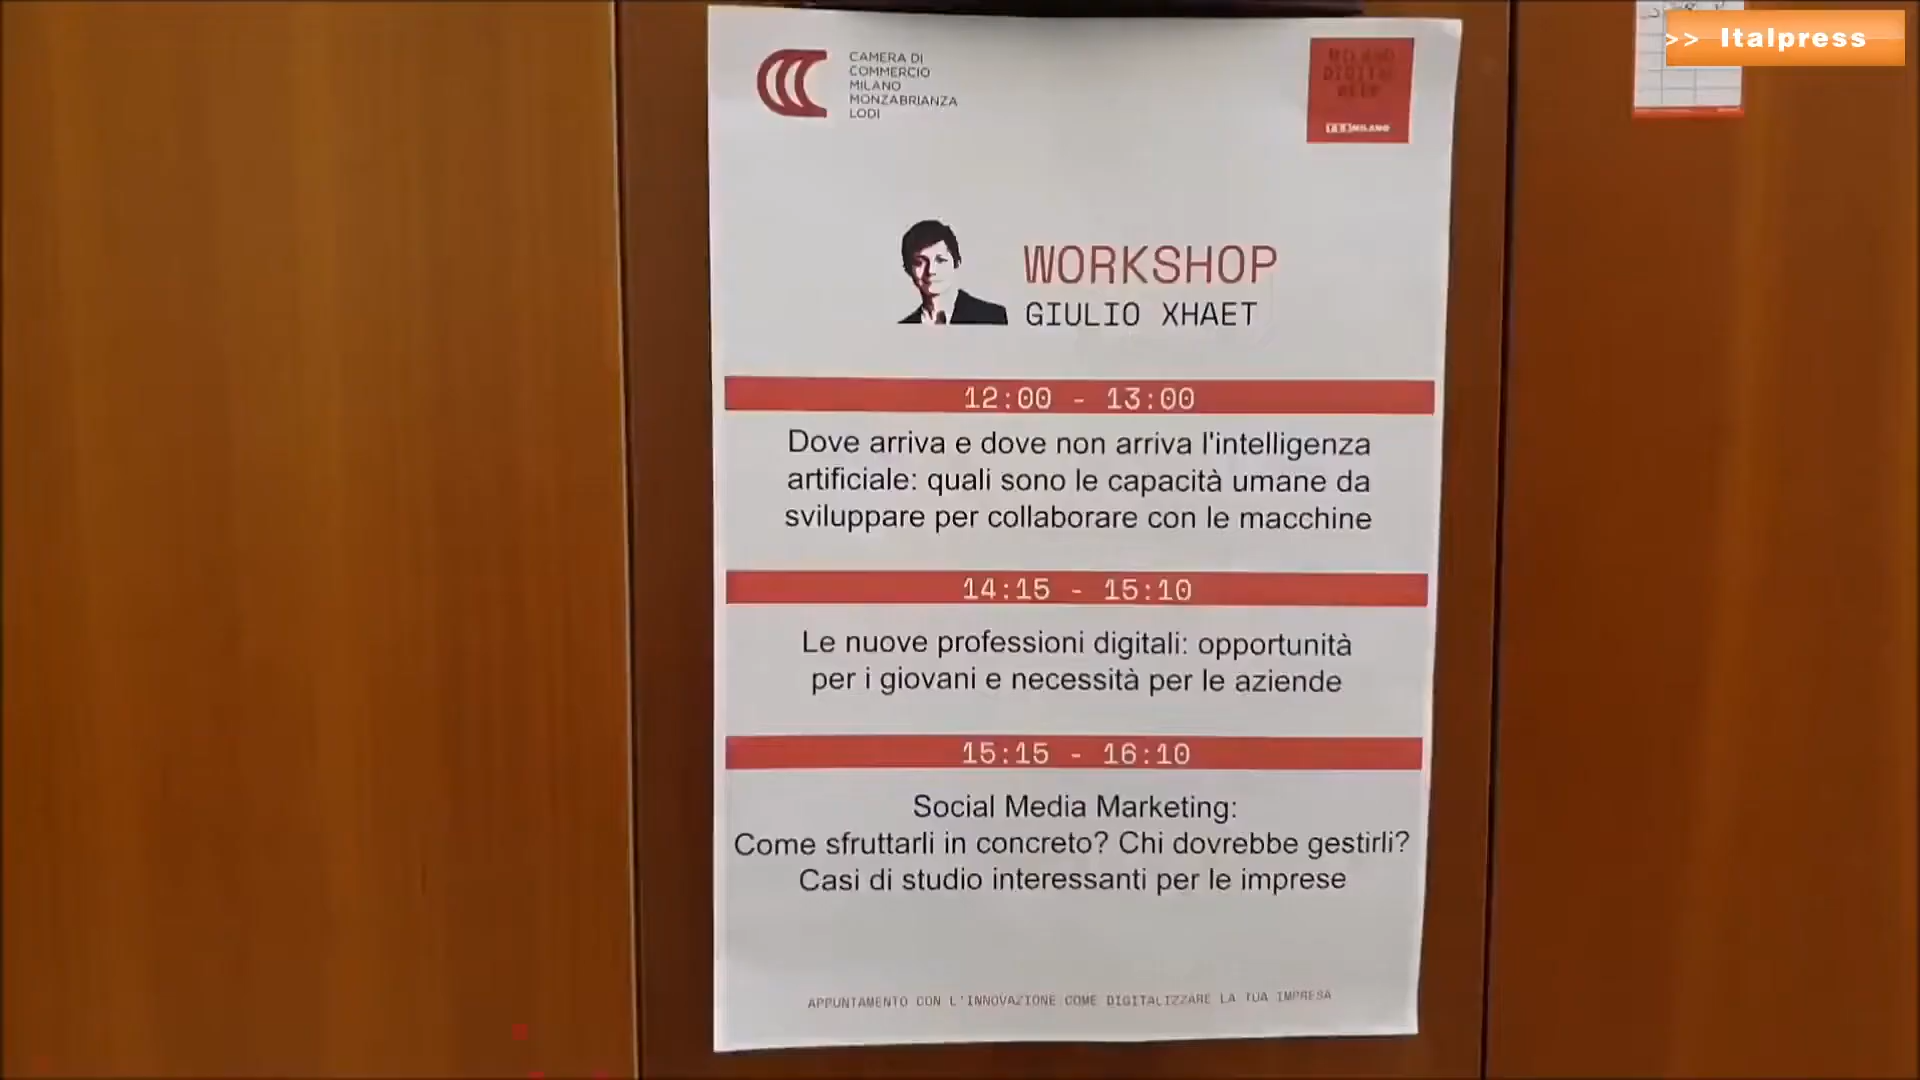 >> Italpress
CAMERA DI
COMMERCIO
MILANO
MONZABRIANZA
LODI
MILANO
DIGITAL
WEEK
MILANO
WORKSHOP
GIULIO XHAET
12:00 - 13:00
Dove arriva e dove non arriva l'intelligenza
artificiale: quali sono le capacità umane da
sviluppare per collaborare con le macchine
14:15 - 15:10
Le nuove professioni digitali: opportunità
per i giovani e necessità per le aziende
15:15 - 16:10
Social Media Marketing:
Come sfruttarli in concreto? Chi dovrebbe gestirli?
Casi di studio interessanti per le imprese
APPUNTAMENTO CON L'INNOVAZIONE COME DIGITALIZZARE LA TUA IMPRESA